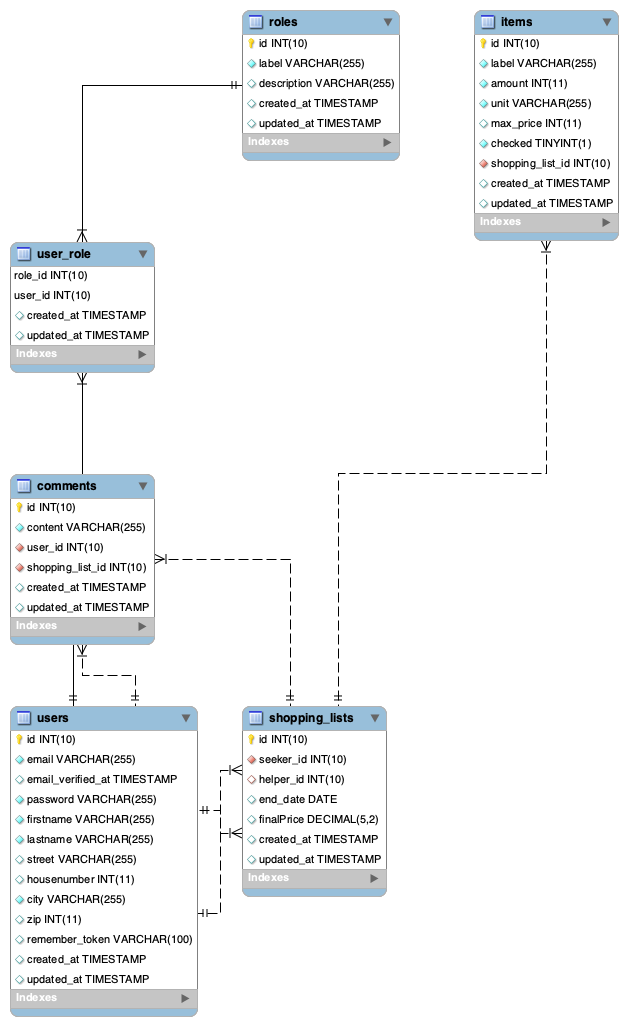 roles
id INT(10)
label VARCHAR(255)
description VARCHAR(255)
created_at TIMESTAMP
updated_at TIMESTAMP
Indexes
items
id INT(10)
label VARCHAR(255)
amount INT(11)
unit VARCHAR(255)
max_price INT(11)
checked TINYINT(1)
shopping_list_id INT(10)
created_at TIMESTAMP
updated_at TIMESTAMP
Indexes
user_role
role_id INT(10)
user_id INT(10)
created_at TIMESTAMP
updated_at TIMESTAMP
Indexes
comments
id INT(10)
content VARCHAR(255)
user_id INT(10)
shopping_list_id INT(10)
created_at TIMESTAMP
updated_at TIMESTAMP
Indexes
users
id INT(10)
email VARCHAR(255)
email_verified_at TIMESTAMP
password VARCHAR(255)
firstname VARCHAR(255)
lastname VARCHAR(255)
street VARCHAR(255)
housenumber INT(11)
city VARCHAR(255)
zip INT(11)
remember_token VARCHAR(100)
created_at TIMESTAMP
updated_at TIMESTAMP
Indexes
shopping_lists
id INT(10)
seeker_id INT(10)
helper_id INT(10)
end_date DATE
finalPrice DECIMAL(5,2)
created_at TIMESTAMP
updated_at TIMESTAMP
Indexes